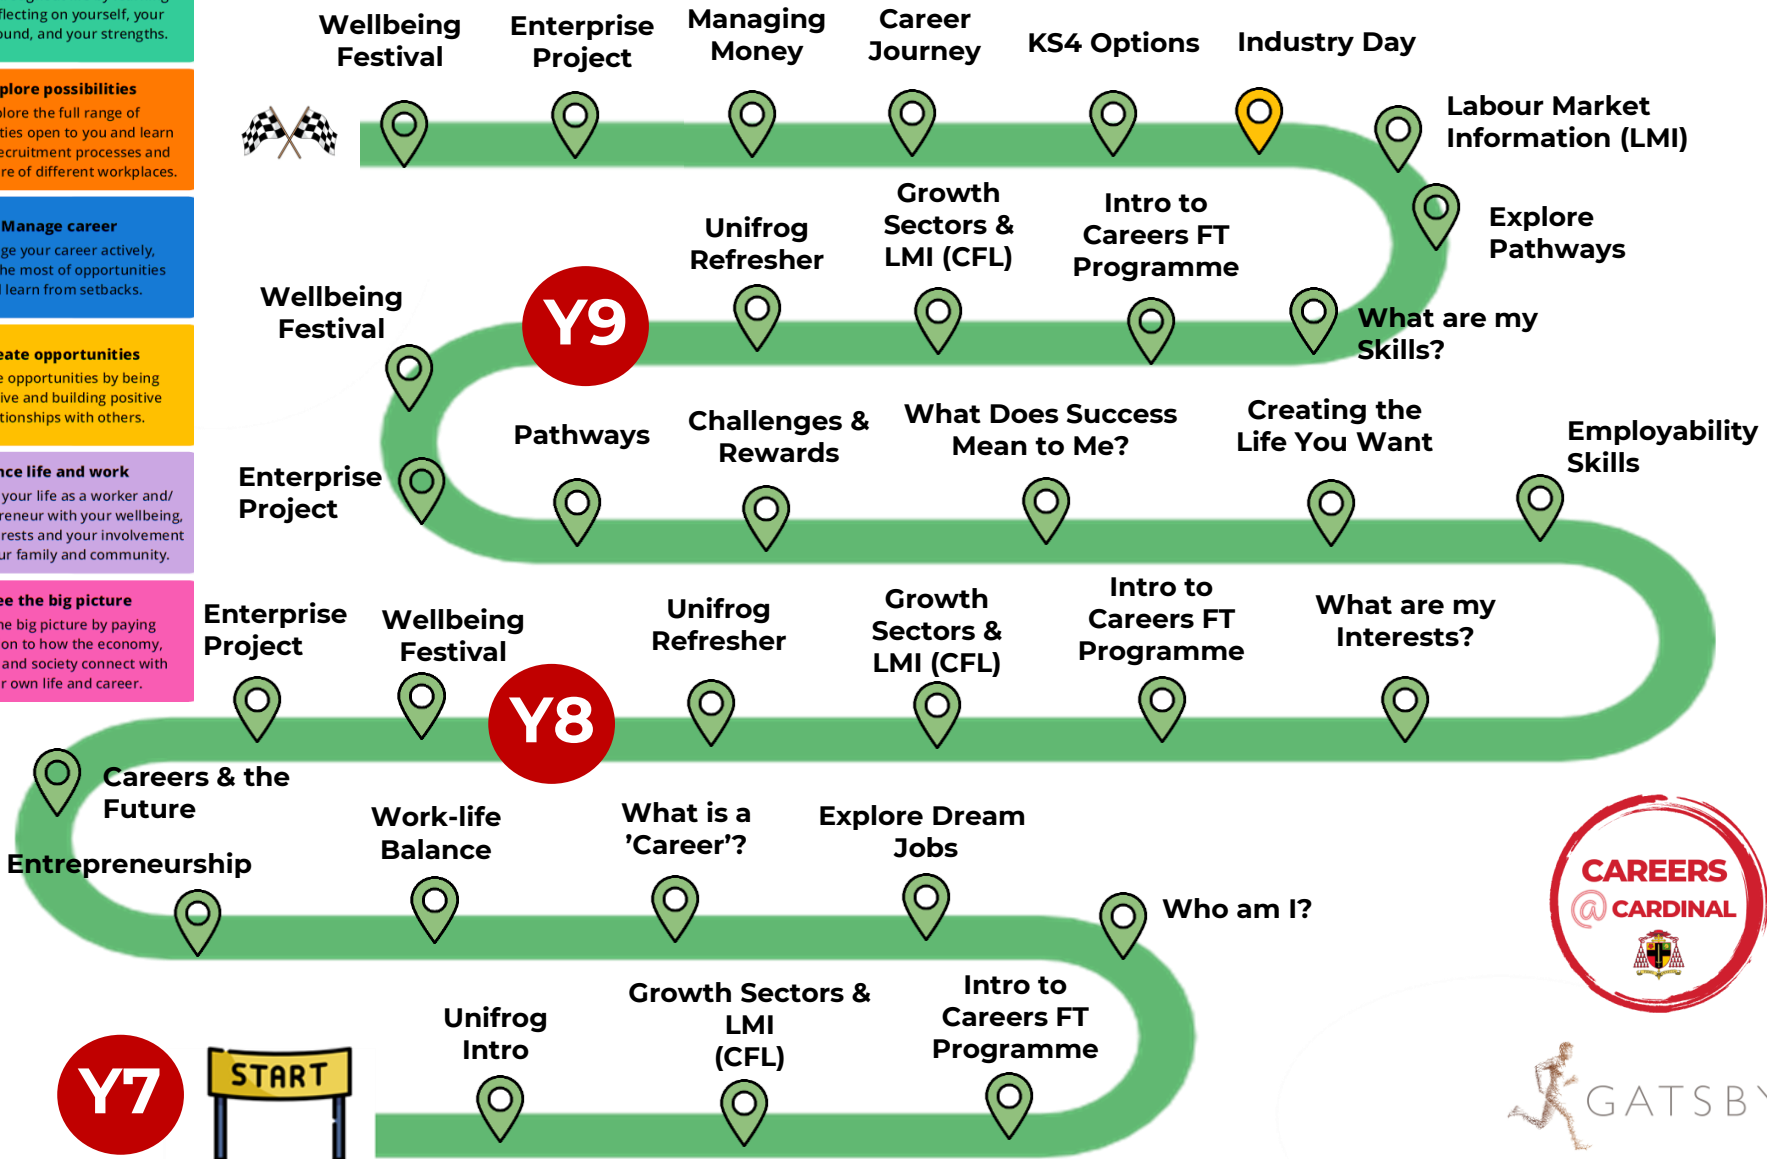 flecting on yourself, your
ound, and your strengths.
plore possibilities
plore the full range of
ties open to you and learn
ecruitment processes and
re of different workplaces.
Manage career
ge your career actively,
he most of opportunities
l learn from setbacks.
eate opportunities
e opportunities by being
ive and building positive
tionships with others.
nce life and work
your life as a worker and/
reneur with your wellbeing,
rests and your involvement
ur family and community.
ee the big picture
he big picture by paying
on to how the economy,
and society connect with
r own life and career.
Wellbeing
Festival
Enterprise
Project
Managing
Money
Career
Journey
KS4 Options
Industry Day
Labour Market
Information (LMI)
Explore
Pathways
Unifrog
Refresher
Growth
Sectors &
LMI (CFL)
Intro to
Careers FT
Programme
What are my
Skills?
Y9
Wellbeing
Festival
Enterprise
Project
Pathways
Challenges &
Rewards
What Does Success
Mean to Me?
Creating the
Life You Want
Employability
Skills
Enterprise
Project
Wellbeing
Festival
Y8
Unifrog
Refresher
Growth
Sectors &
LMI (CFL)
Intro to
Careers FT
Programme
What are my
Interests?
Careers & the
Future
Entrepreneurship
Work-life
Balance
What is a
’Career’?
Explore Dream
Jobs
Who am I?
CAREERS
@ CARDINAL
Y7
START
Unifrog
Intro
Growth Sectors &
LMI
(CFL)
Intro to
Careers FT
Programme
GATSBY